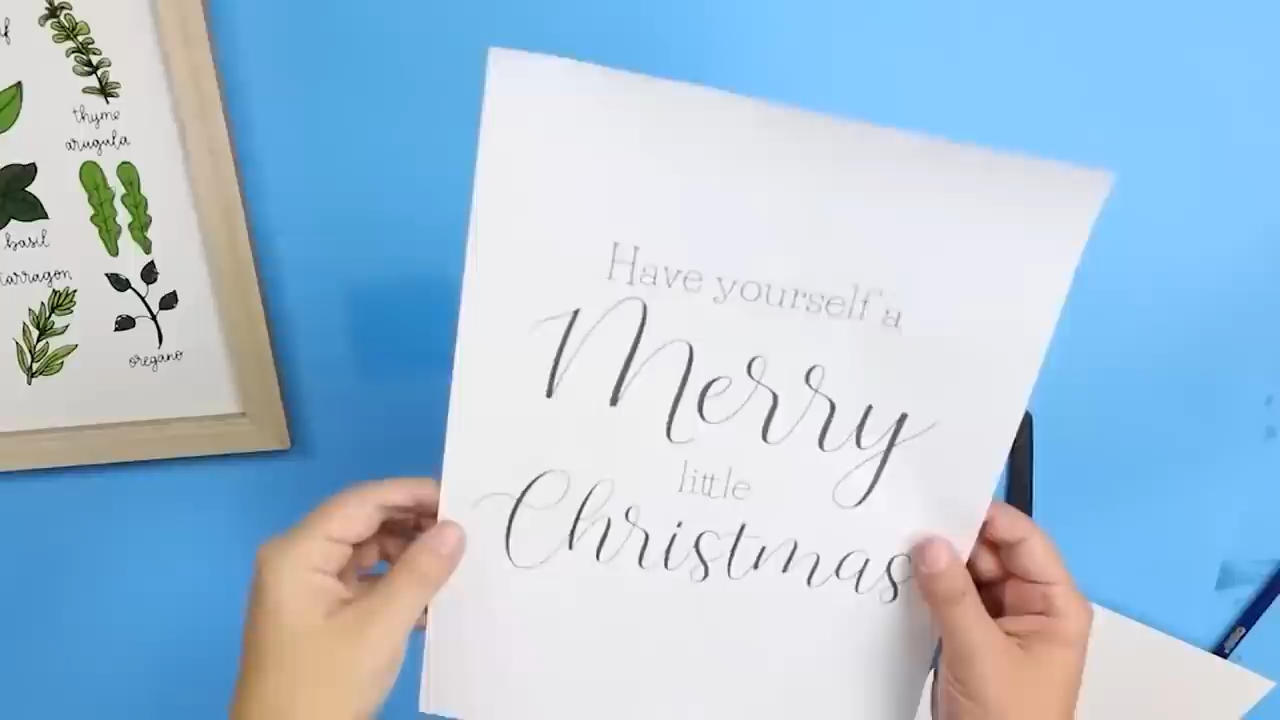 thyme
arugula
basil
tarragon
oregano
Have yourself a
Merry
little
Christmas